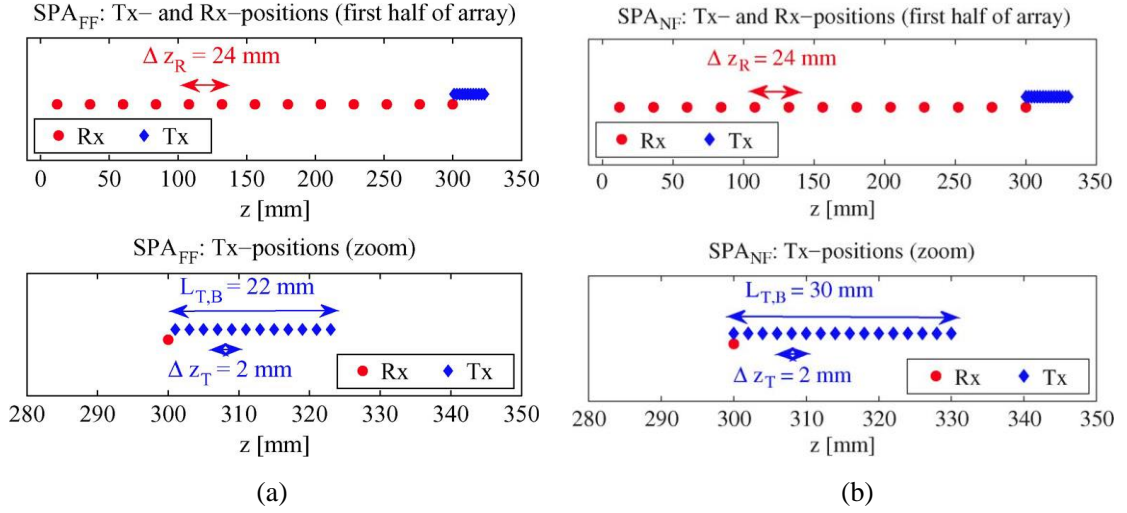 SPA_FF: Tx− and Rx−positions (first half of array)
Δ z_R = 24 mm
Rx Tx
0 50 100 150 200 250 300 350
z [mm]
SPA_FF: Tx−positions (zoom)
L_T,B = 22 mm
Δ z_T = 2 mm
Rx Tx
280 290 300 310 320 330 340 350
z [mm]
(a)
SPA_NF: Tx− and Rx−positions (first half of array)
Δ z_R = 24 mm
Rx Tx
0 50 100 150 200 250 300 350
z [mm]
SPA_NF: Tx−positions (zoom)
L_T,B = 30 mm
Δ z_T = 2 mm
Rx Tx
280 290 300 310 320 330 340 350
z [mm]
(b)